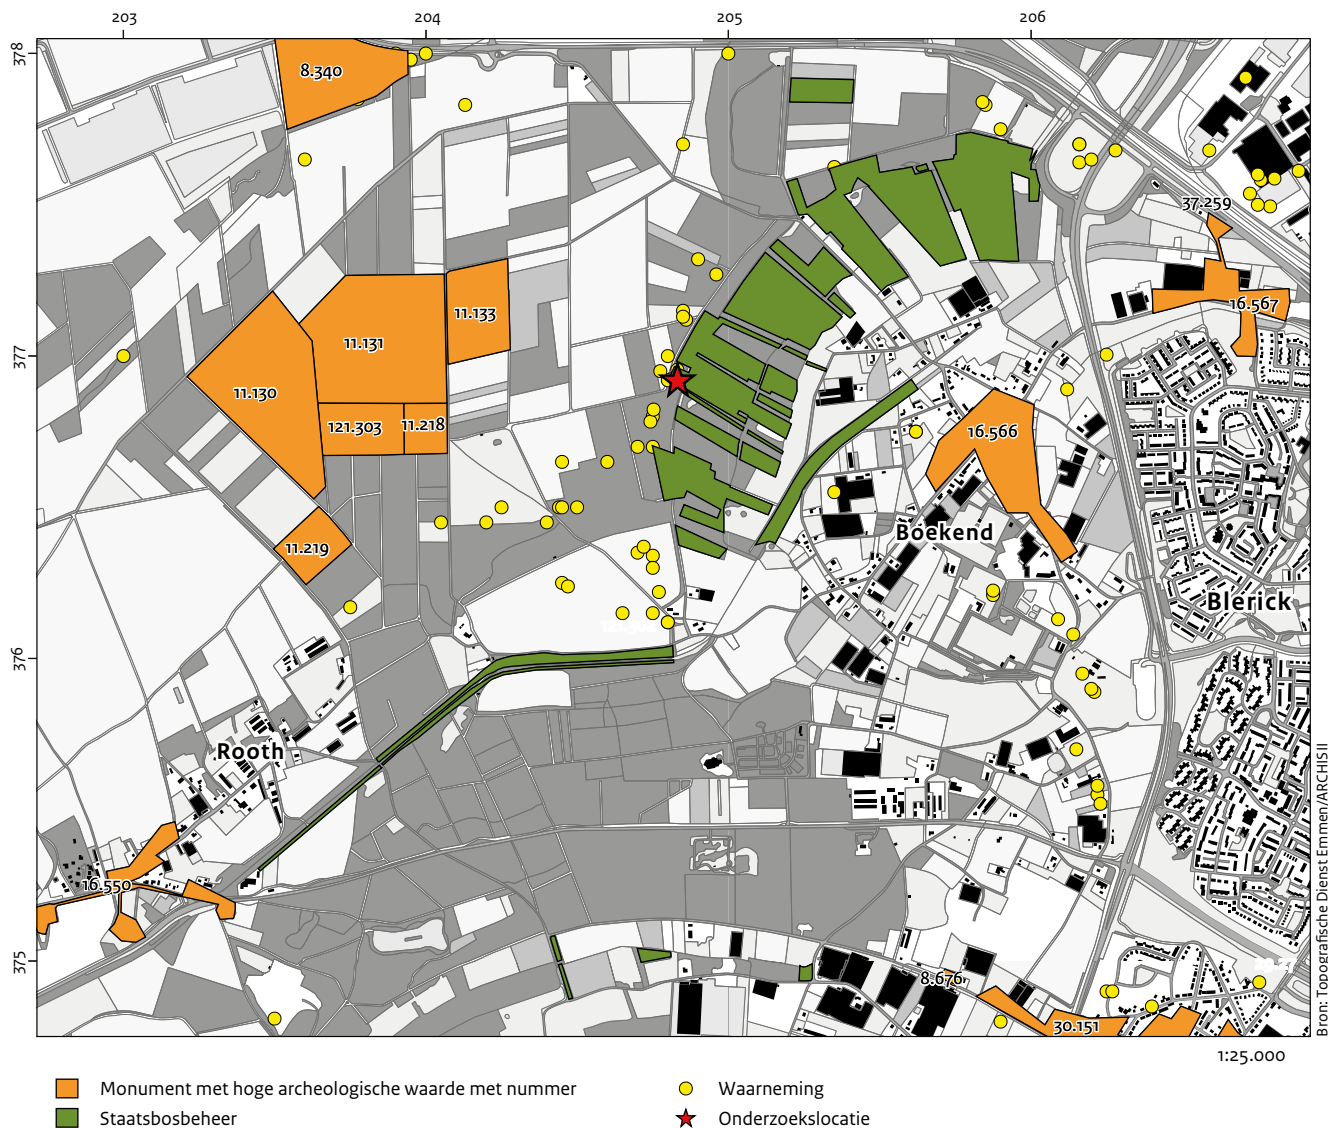 203 204 205 206
378
8.340
37.259
16.567
11.133
11.131
377
11.130
121.303 11.218
16.566
11.219
Boekend
Blerick
376
Rooth
16.550
375
8.676
30.151
Bron: Topografische Dienst Emmen/ARCHISII
1:25.000
Monument met hoge archeologische waarde met nummer
Waarneming
Staatsbosbeheer
Onderzoekslocatie